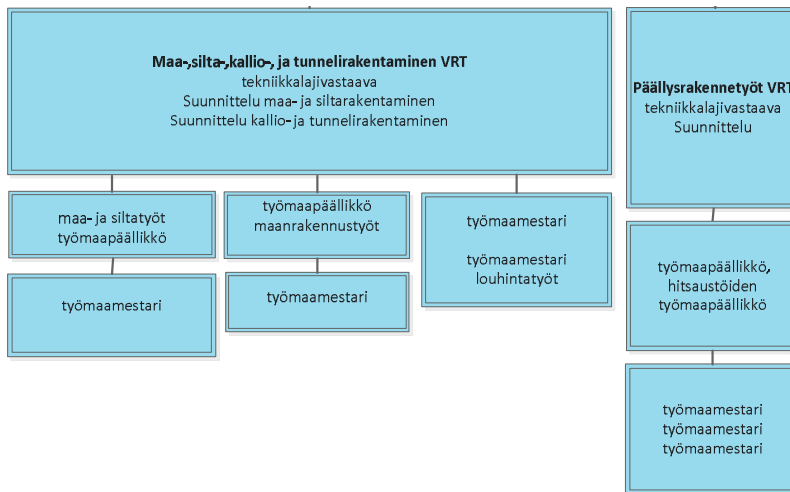 Maa-,silta-,kallio-, ja tunnelirakentaminen VRT
tekniikkalajivastaava
Suunnittelu maa- ja siltarakentaminen
Suunnittelu kallio- ja tunnelirakentaminen
maa- ja siltatyöt
työmaapäällikkö
työmaamestari
työmaapäällikkö
maanrakennustyöt
työmaamestari
työmaamestari
työmaamestari
louhintatyöt
Päällysrakennetyöt VRT
tekniikkalajivastaava
Suunnittelu
työmaapäällikkö,
hitsaustöiden
työmaapäällikkö
työmaamestari
työmaamestari
työmaamestari